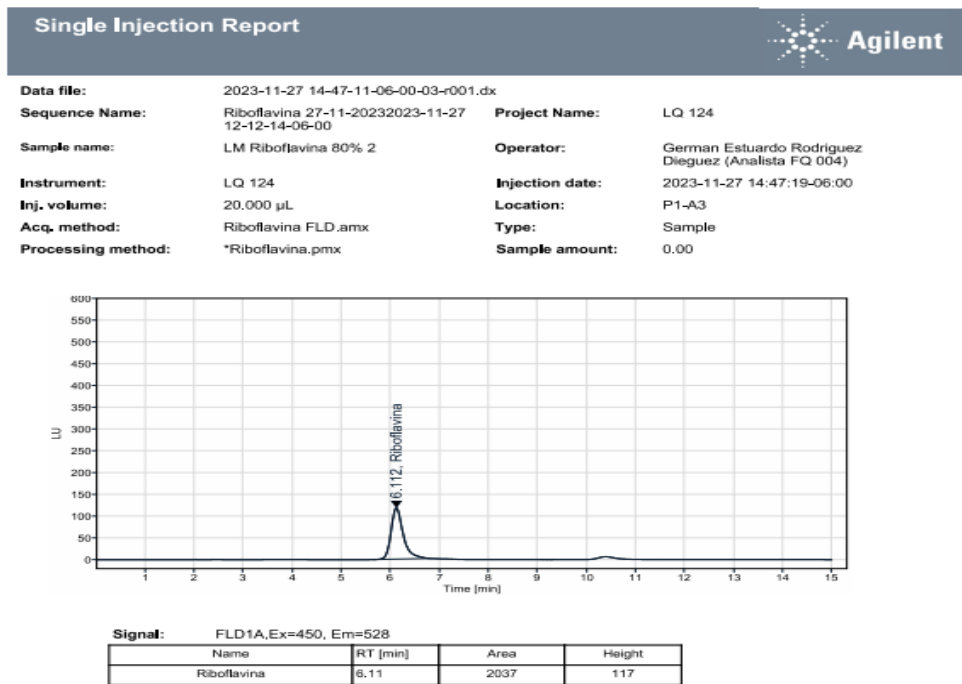 Single Injection Report
Agilent
Data file: 2023-11-27 14-47-11-06-00-03-r001.dx
Sequence Name: Riboflavina 27-11-20232023-11-27 Project Name: LQ 124
12-12-14-06-00
Sample name: LM Riboflavina 80% 2 Operator: German Estuardo Rodriguez
Dieguez (Analista FQ 004)
Instrument: LQ 124 Injection date: 2023-11-27 14:47:19-06:00
Inj. volume: 20.000 µL Location: P1-A3
Acq. method: Riboflavina FLD.amx Type: Sample
Processing method: *Riboflavina.pmx Sample amount: 0.00
600
550
500
450
400
350
300
250
200
150
100
50
0
LU
6.112, Riboflavina
1 2 3 4 5 6 7 8 9 10 11 12 13 14 15
Time [min]
Signal: FLD1A,Ex=450, Em=528
Name RT [min] Area Height
Riboflavina 6.11 2037 117